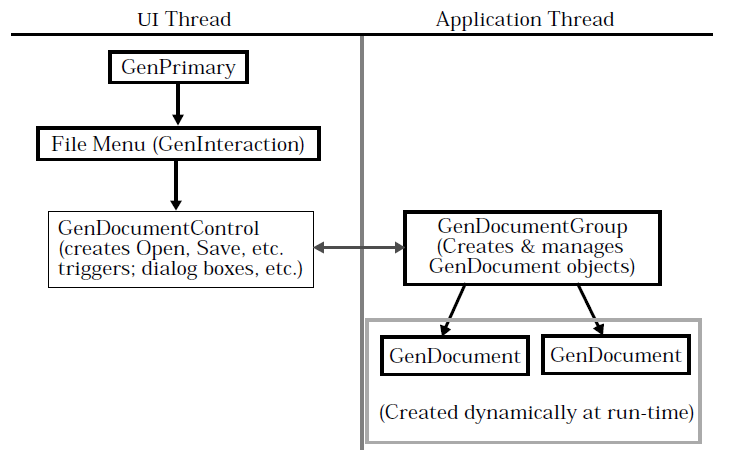 UI Thread
Application Thread
GenPrimary
File Menu (GenInteraction)
GenDocumentControl
(creates Open, Save, etc.
triggers; dialog boxes, etc.)
GenDocumentGroup
(Creates & manages
GenDocument objects)
GenDocument
GenDocument
(Created dynamically at run-time)